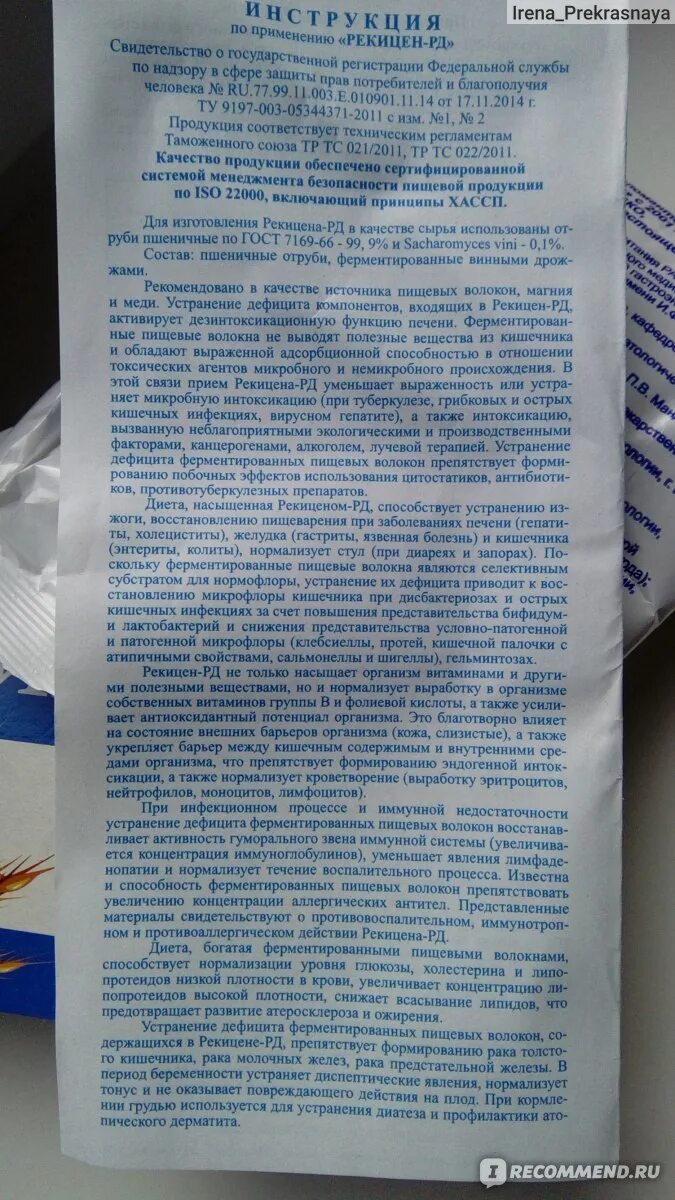 Irena_Prekrasnaya
ИНСТРУКЦИЯ
по применению «РЕКИЦЕН-РД»
Свидетельство о государственной регистрации Федеральной службы
по надзору в сфере защиты прав потребителей и благополучия
человека № RU.77.99.11.003.Е.010901.11.14 от 17.11.2014 г.
ТУ 9197-003-05344371-2011 с изм. №1, № 2
Продукция соответствует техническим регламентам
Таможенного союза ТР ТС 021/2011, ТР ТС 022/2011.
Качество продукции обеспечено сертифицированной
системой менеджмента безопасности пищевой продукции
по ISO 22000, включающий принципы ХАССП.
Для изготовления Рекицена-РД в качестве сырья использованы от-
руби пшеничные по ГОСТ 7169-66 - 99, 9% и Sacharomyces vini - 0,1%.
Состав: пшеничные отруби, ферментированные винными дрож-
жами.
Рекомендовано в качестве источника пищевых волокон, магния
и меди. Устранение дефицита компонентов, входящих в Рекицен-РД,
активирует дезинтоксикационную функцию печени. Ферментирован-
ные пищевые волокна не выводят полезные вещества из кишечника
и обладают выраженной адсорбционной способностью в отношении
токсических агентов микробного и немикробного происхождения. В
этой связи прием Рекицена-РД уменьшает выраженность или устра-
няет микробную интоксикацию (при туберкулезе, грибковых и острых
кишечных инфекциях, вирусном гепатите), а также интоксикацию,
вызванную неблагоприятными экологическими и производственными
факторами, канцерогенами, алкоголем, лучевой терапией. Устранение
дефицита ферментированных пищевых волокон препятствует форми-
рованию побочных эффектов использования цитостатиков, антибиоти-
ков, противотуберкулезных препаратов.
Диета, насыщенная Рекиценом-РД, способствует устранению из-
жоги, восстановлению пищеварения при заболеваниях печени (гепати-
ты, холециститы), желудка (гастриты, язвенная болезнь) и кишечника
(энтериты, колиты), нормализует стул (при диареях и запорах). По-
скольку ферментированные пищевые волокна являются селективным
субстратом для нормофлоры, устранение их дефицита приводит к вос-
становлению микрофлоры кишечника при дисбактериозах и острых
кишечных инфекциях за счет повышения представительства бифидум-
и лактобактерий и снижения представительства условно-патогенной
и патогенной микрофлоры (клебсиеллы, протей, кишечной палочки с
атипичными свойствами, сальмонеллы и шигеллы), гельминтозах.
Рекицен-РД не только насыщает организм витаминами и други-
ми полезными веществами, но и нормализует выработку в организме
собственных витаминов группы В и фолиевой кислоты, а также усили-
вает антиоксидантный потенциал организма. Это благотворно влияет
на состояние внешних барьеров организма (кожа, слизистые), а также
укрепляет барьер между кишечным содержимым и внутренними сре-
дами организма, что препятствует формированию эндогенной инток-
сикации, а также нормализует кроветворение (выработку эритроцитов,
нейтрофилов, моноцитов, лимфоцитов).
При инфекционном процессе и иммунной недостаточности
устранение дефицита ферментированных пищевых волокон восстанав-
ливает активность гуморального звена иммунной системы (увеличива-
ется концентрация иммуноглобулинов), уменьшает явления лимфаде-
нопатии и нормализует течение воспалительного процесса. Известна
и способность ферментированных пищевых волокон препятствовать
увеличению концентрации аллергических антител. Представленные
материалы свидетельствуют о противовоспалительном, иммунотроп-
ном и противоаллергическом действии Рекицена-РД.
Диета, богатая ферментированными пищевыми волокнами,
способствует нормализации уровня глюкозы, холестерина и липо-
протеидов низкой плотности в крови, увеличивает концентрацию ли-
попротеидов высокой плотности, снижает всасывание липидов, что
предотвращает развитие атеросклероза и ожирения.
Устранение дефицита ферментированных пищевых волокон, со-
держащихся в Рекицене-РД, препятствует формированию рака толсто-
го кишечника, рака молочных желез, рака предстательной железы. В
период беременности устраняет диспептические явления, нормализует
тонус и не оказывает повреждающего действия на плод. При кормле-
нии грудью используется для устранения диатеза и профилактики ато-
пического дерматита.
кафедро
П.В. Ман
IRECOMMEND.RU